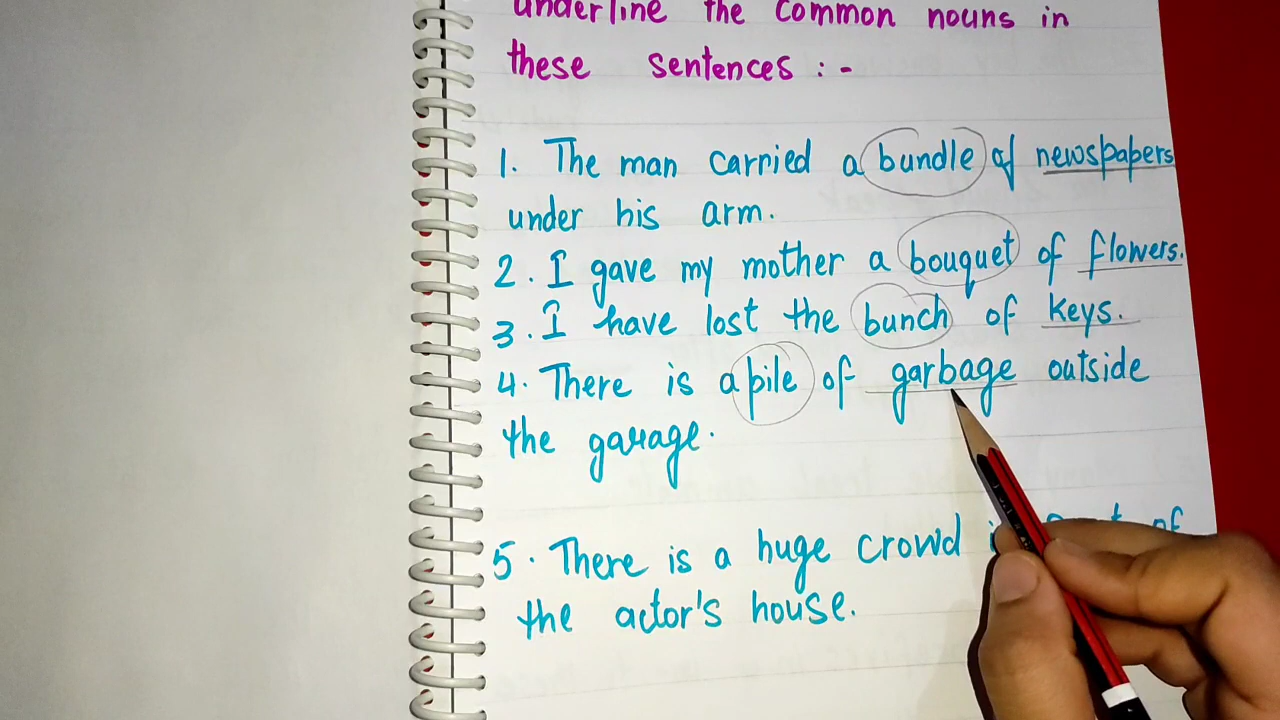 underline the common nouns in
these sentences : -
1. The man carried a bundle of newspapers
under his arm.
2. I gave my mother a bouquet of flowers.
3. I have lost the bunch of keys.
4. There is a pile of garbage outside
the garage.
5. There is a huge crowd of
the actor's house.